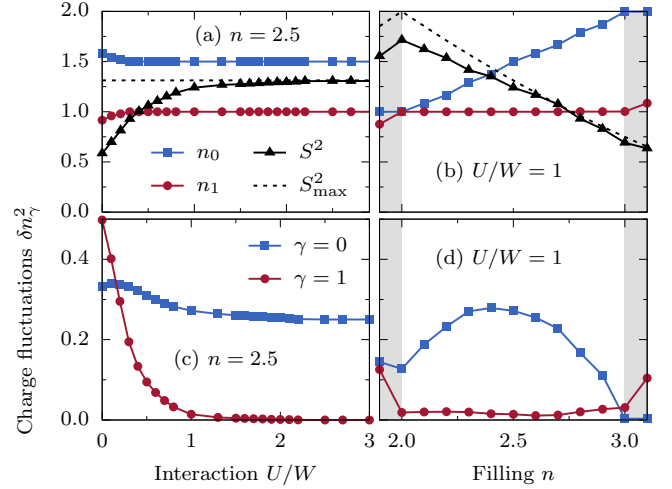 2.0
1.5
1.0
0.5
0.0
(a) n = 2.5
n₀
S²
n₁
S²max
(b) U/W = 1
Charge fluctuations δn²γ
0.4
0.2
0.0
γ = 0
γ = 1
(c) n = 2.5
(d) U/W = 1
0
1
2
3
2.0
2.5
3.0
Interaction U/W
Filling n